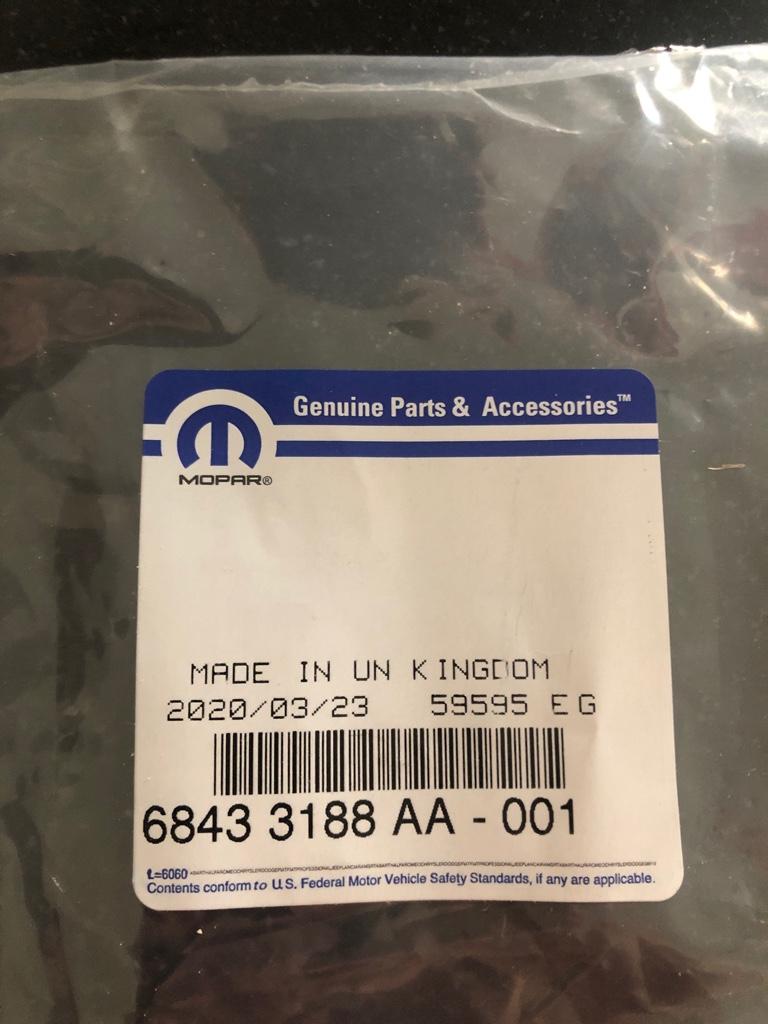 Genuine Parts & Accessories™
MOPAR®
MADE IN UN KINGDOM
2020/03/23 59595 EG
6843 3188 AA - 001
t=6060
Contents conform to U.S. Federal Motor Vehicle Safety Standards, if any are applicable.